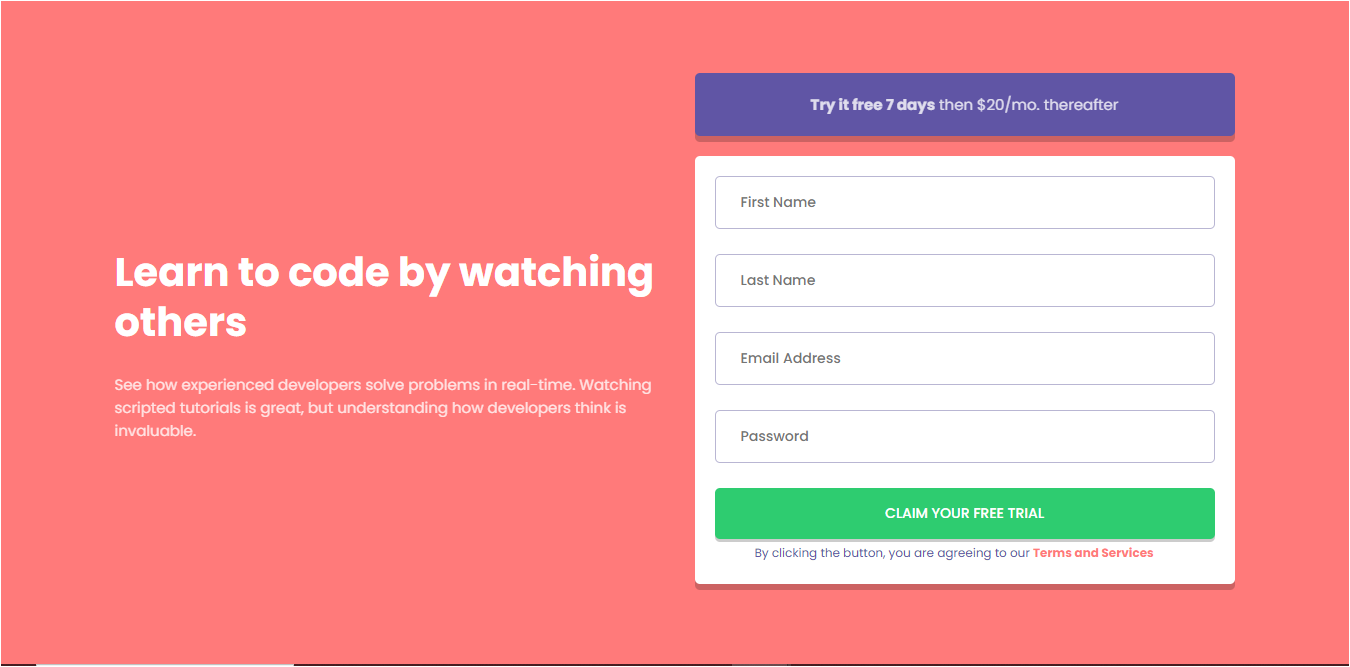 Learn to code by watching
others
See how experienced developers solve problems in real-time. Watching
scripted tutorials is great, but understanding how developers think is
invaluable.
Try it free 7 days then $20/mo. thereafter
First Name
Last Name
Email Address
Password
CLAIM YOUR FREE TRIAL
By clicking the button, you are agreeing to our Terms and Services